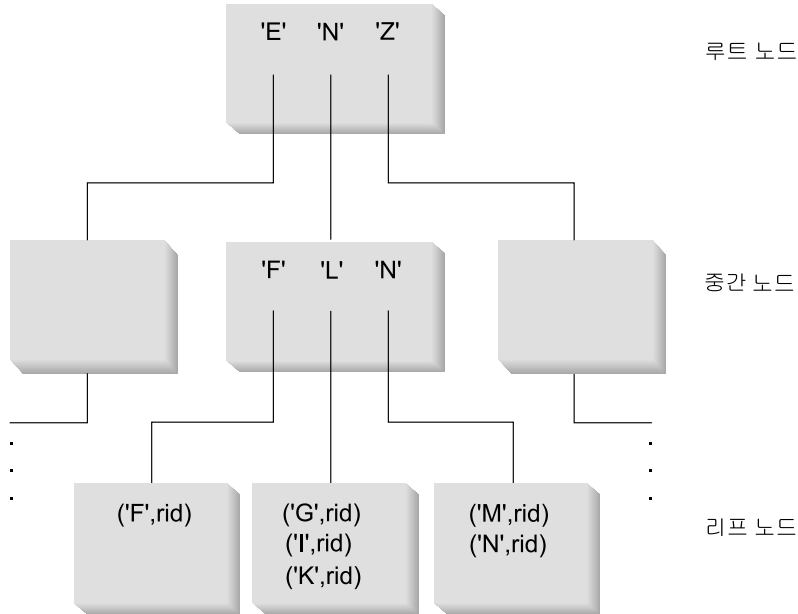 'E' 'N' 'Z'
루트 노드
'F' 'L' 'N'
중간 노드
('F',rid)
('G',rid)
('I',rid)
('K',rid)
('M',rid)
('N',rid)
리프 노드